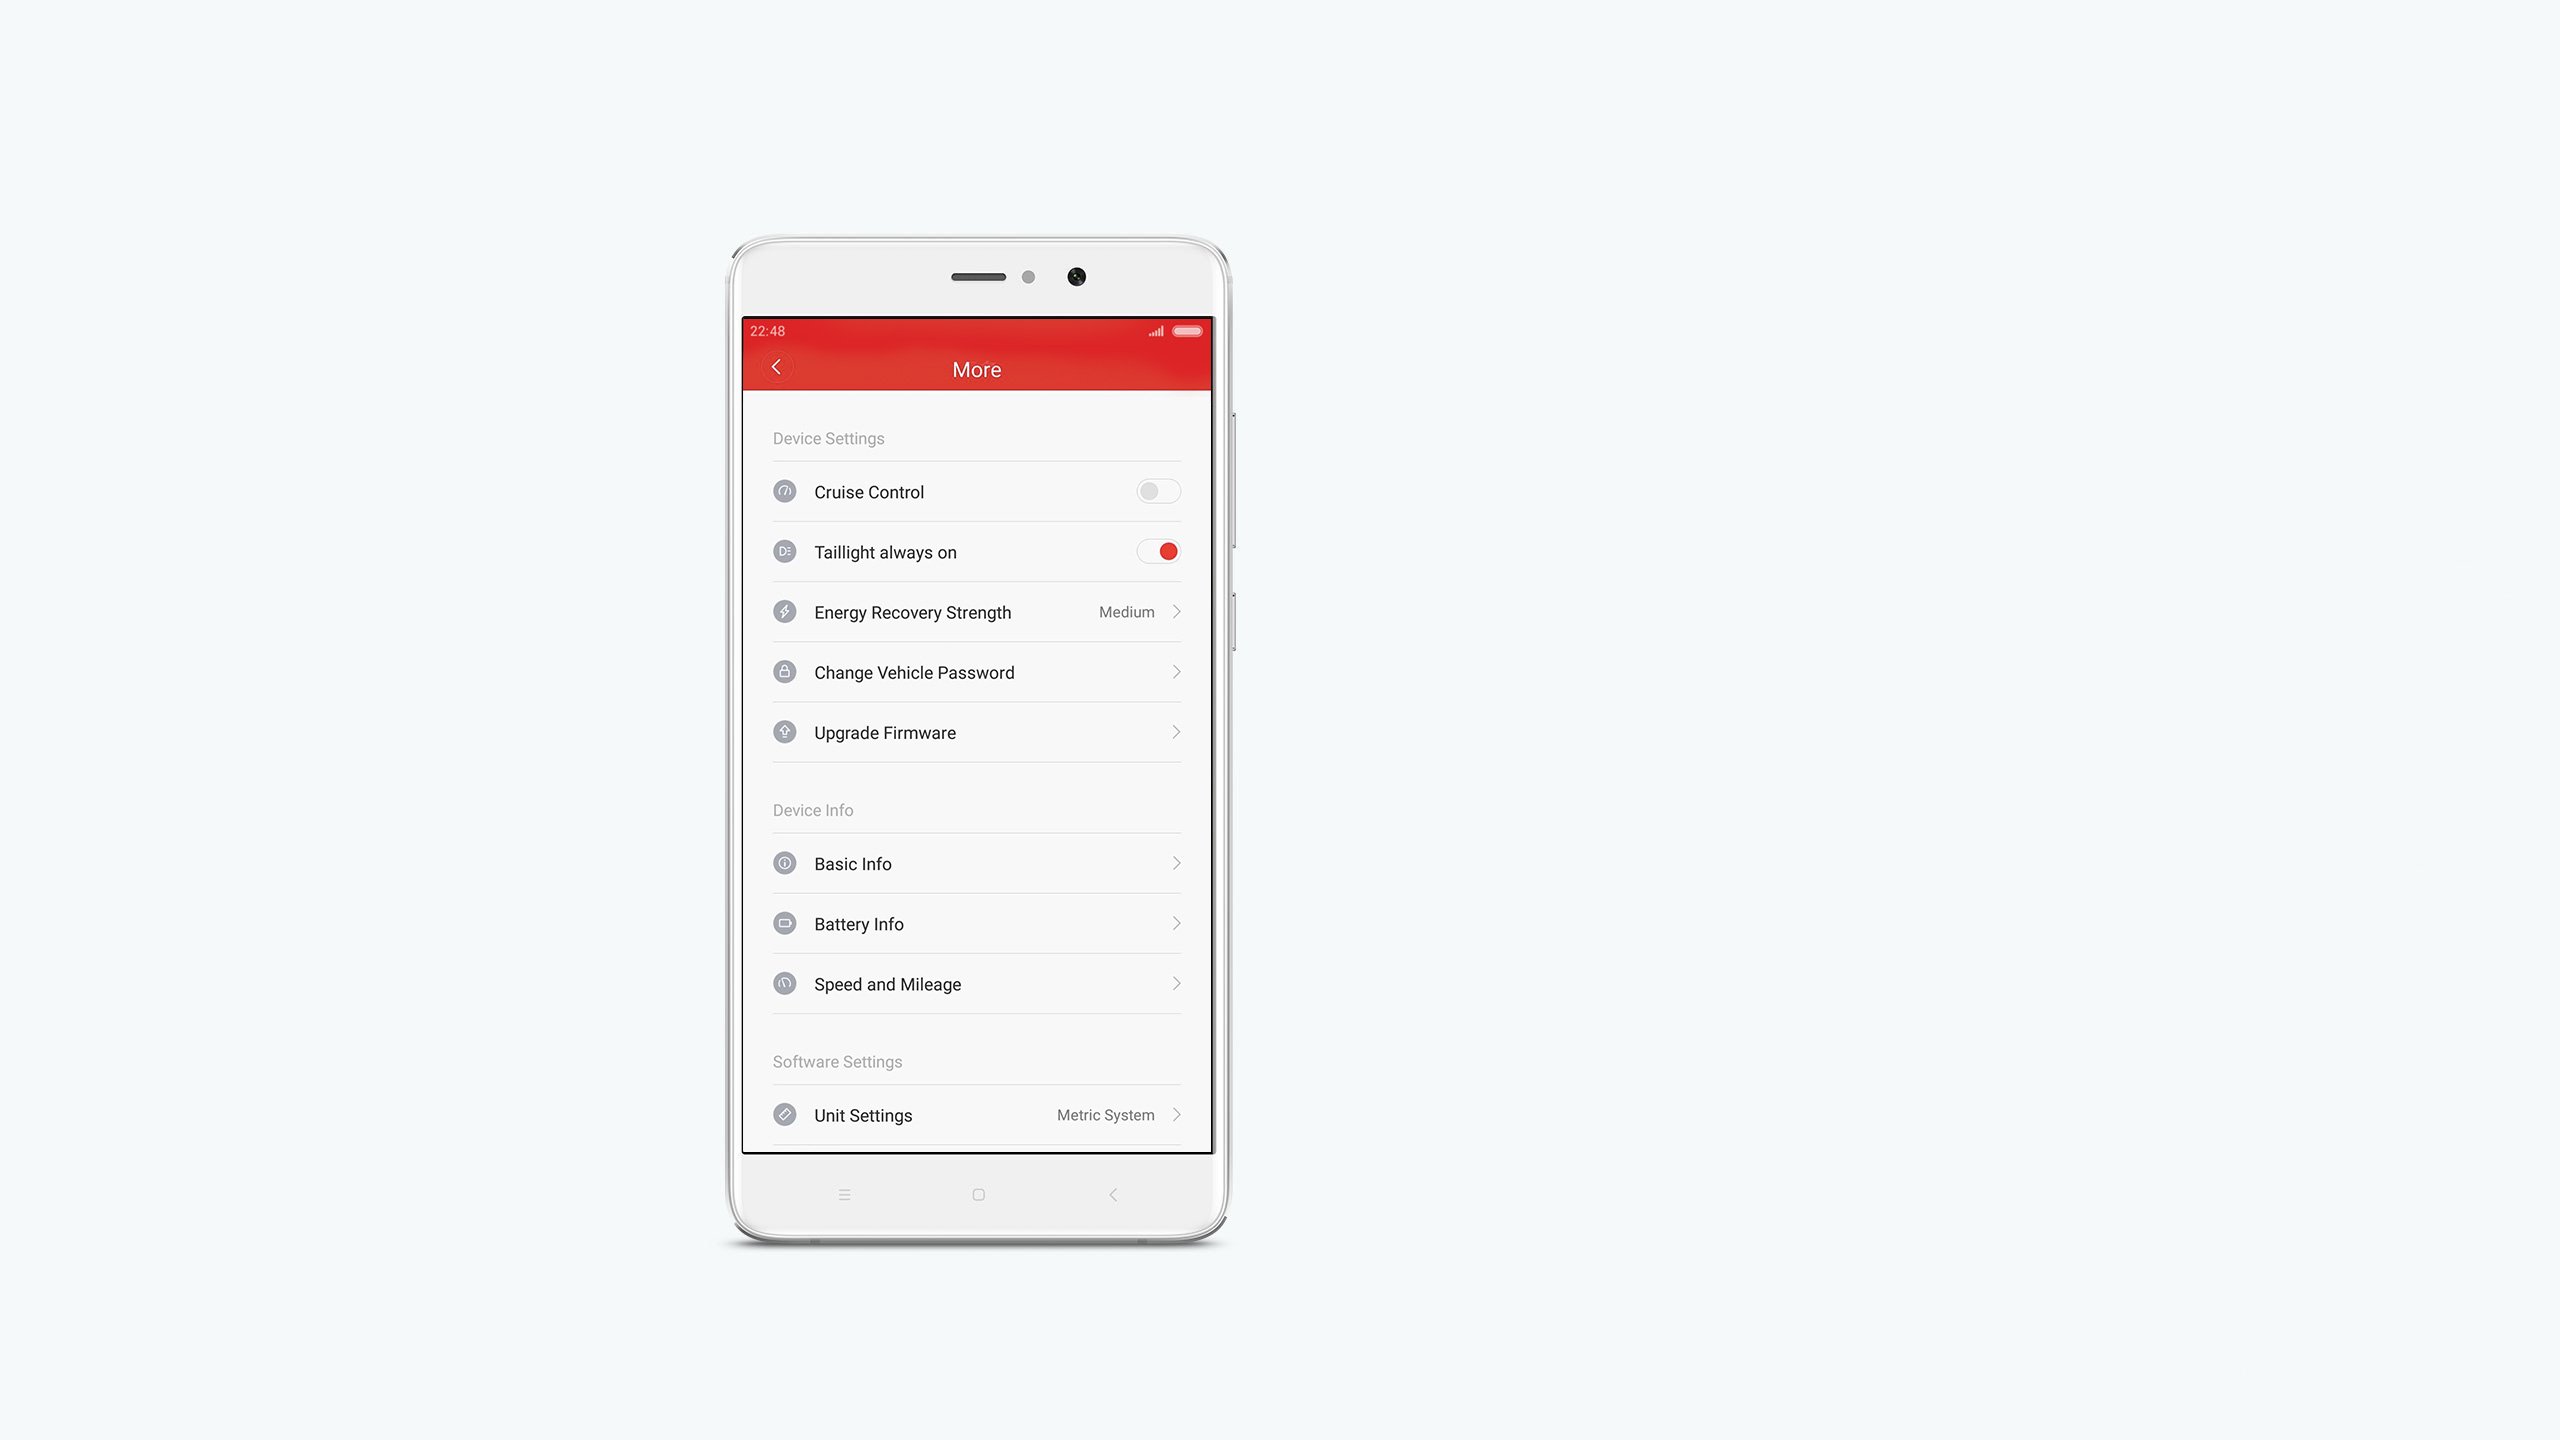 22:48
More
Device Settings
Cruise Control
Taillight always on
Energy Recovery Strength Medium
Change Vehicle Password
Upgrade Firmware
Device Info
Basic Info
Battery Info
Speed and Mileage
Software Settings
Unit Settings Metric System